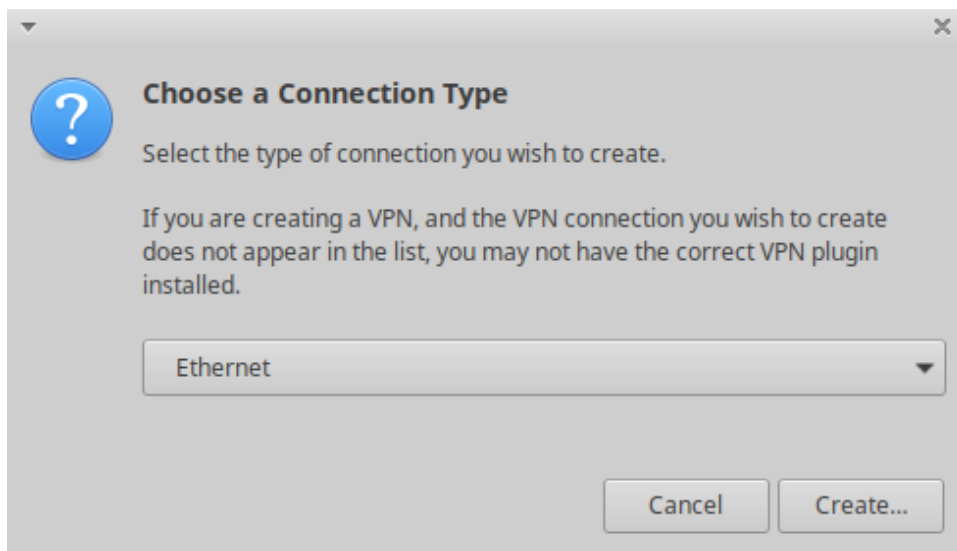 Choose a Connection Type
Select the type of connection you wish to create.
If you are creating a VPN, and the VPN connection you wish to create
does not appear in the list, you may not have the correct VPN plugin
installed.
Ethernet
Cancel Create...